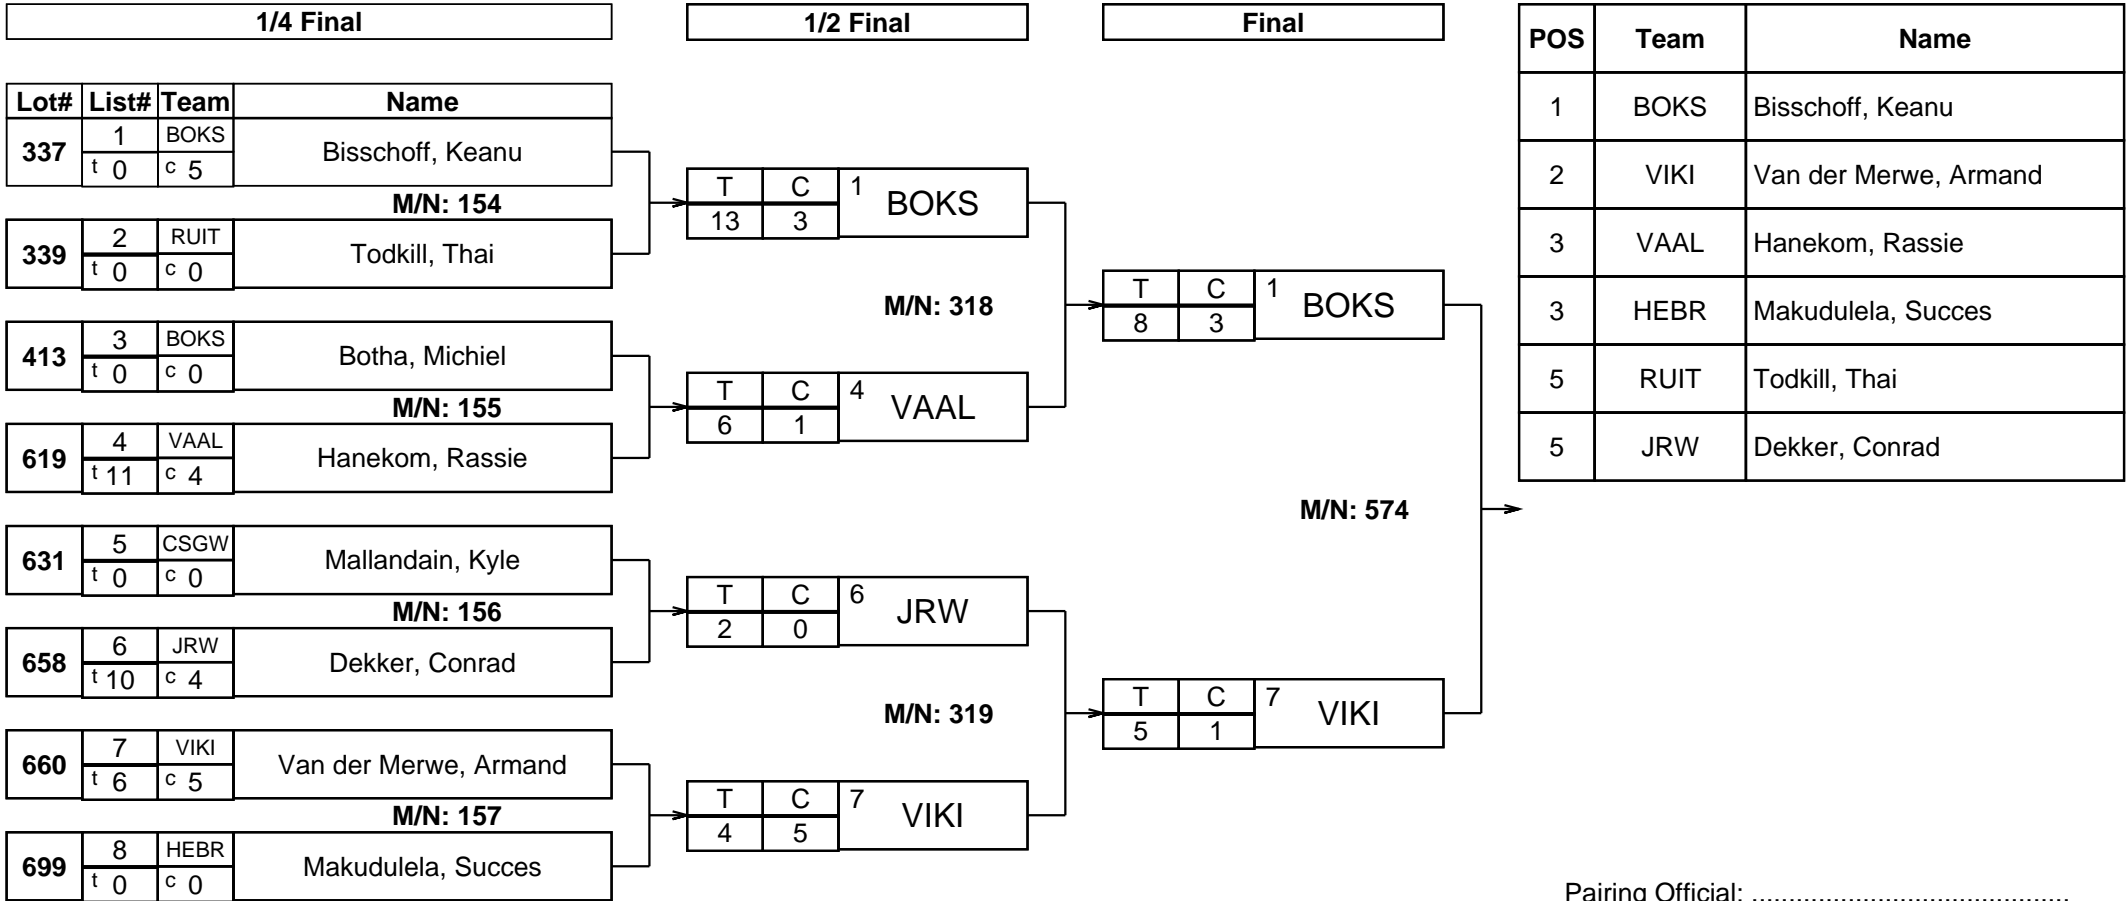 1/4 Final
1/2 Final
Final
Lot# List# Team Name
337 1 BOKS Bisschoff, Keanu
t 0 c 5
M/N: 154
339 2 RUIT Todkill, Thai
t 0 c 0
413 3 BOKS Botha, Michiel
t 0 c 0
M/N: 155
619 4 VAAL Hanekom, Rassie
t 11 c 4
631 5 CSGW Mallandain, Kyle
t 0 c 0
M/N: 156
658 6 JRW Dekker, Conrad
t 10 c 4
660 7 VIKI Van der Merwe, Armand
t 6 c 5
M/N: 157
699 8 HEBR Makudulela, Succes
t 0 c 0
T C 1 BOKS
13 3
M/N: 318
T C 4 VAAL
6 1
T C 6 JRW
2 0
M/N: 319
T C 7 VIKI
4 5
T C 1 BOKS
8 3
M/N: 574
T C 7 VIKI
5 1
POS Team Name
1 BOKS Bisschoff, Keanu
2 VIKI Van der Merwe, Armand
3 VAAL Hanekom, Rassie
3 HEBR Makudulela, Succes
5 RUIT Todkill, Thai
5 JRW Dekker, Conrad
Pairing Official: ...........................................